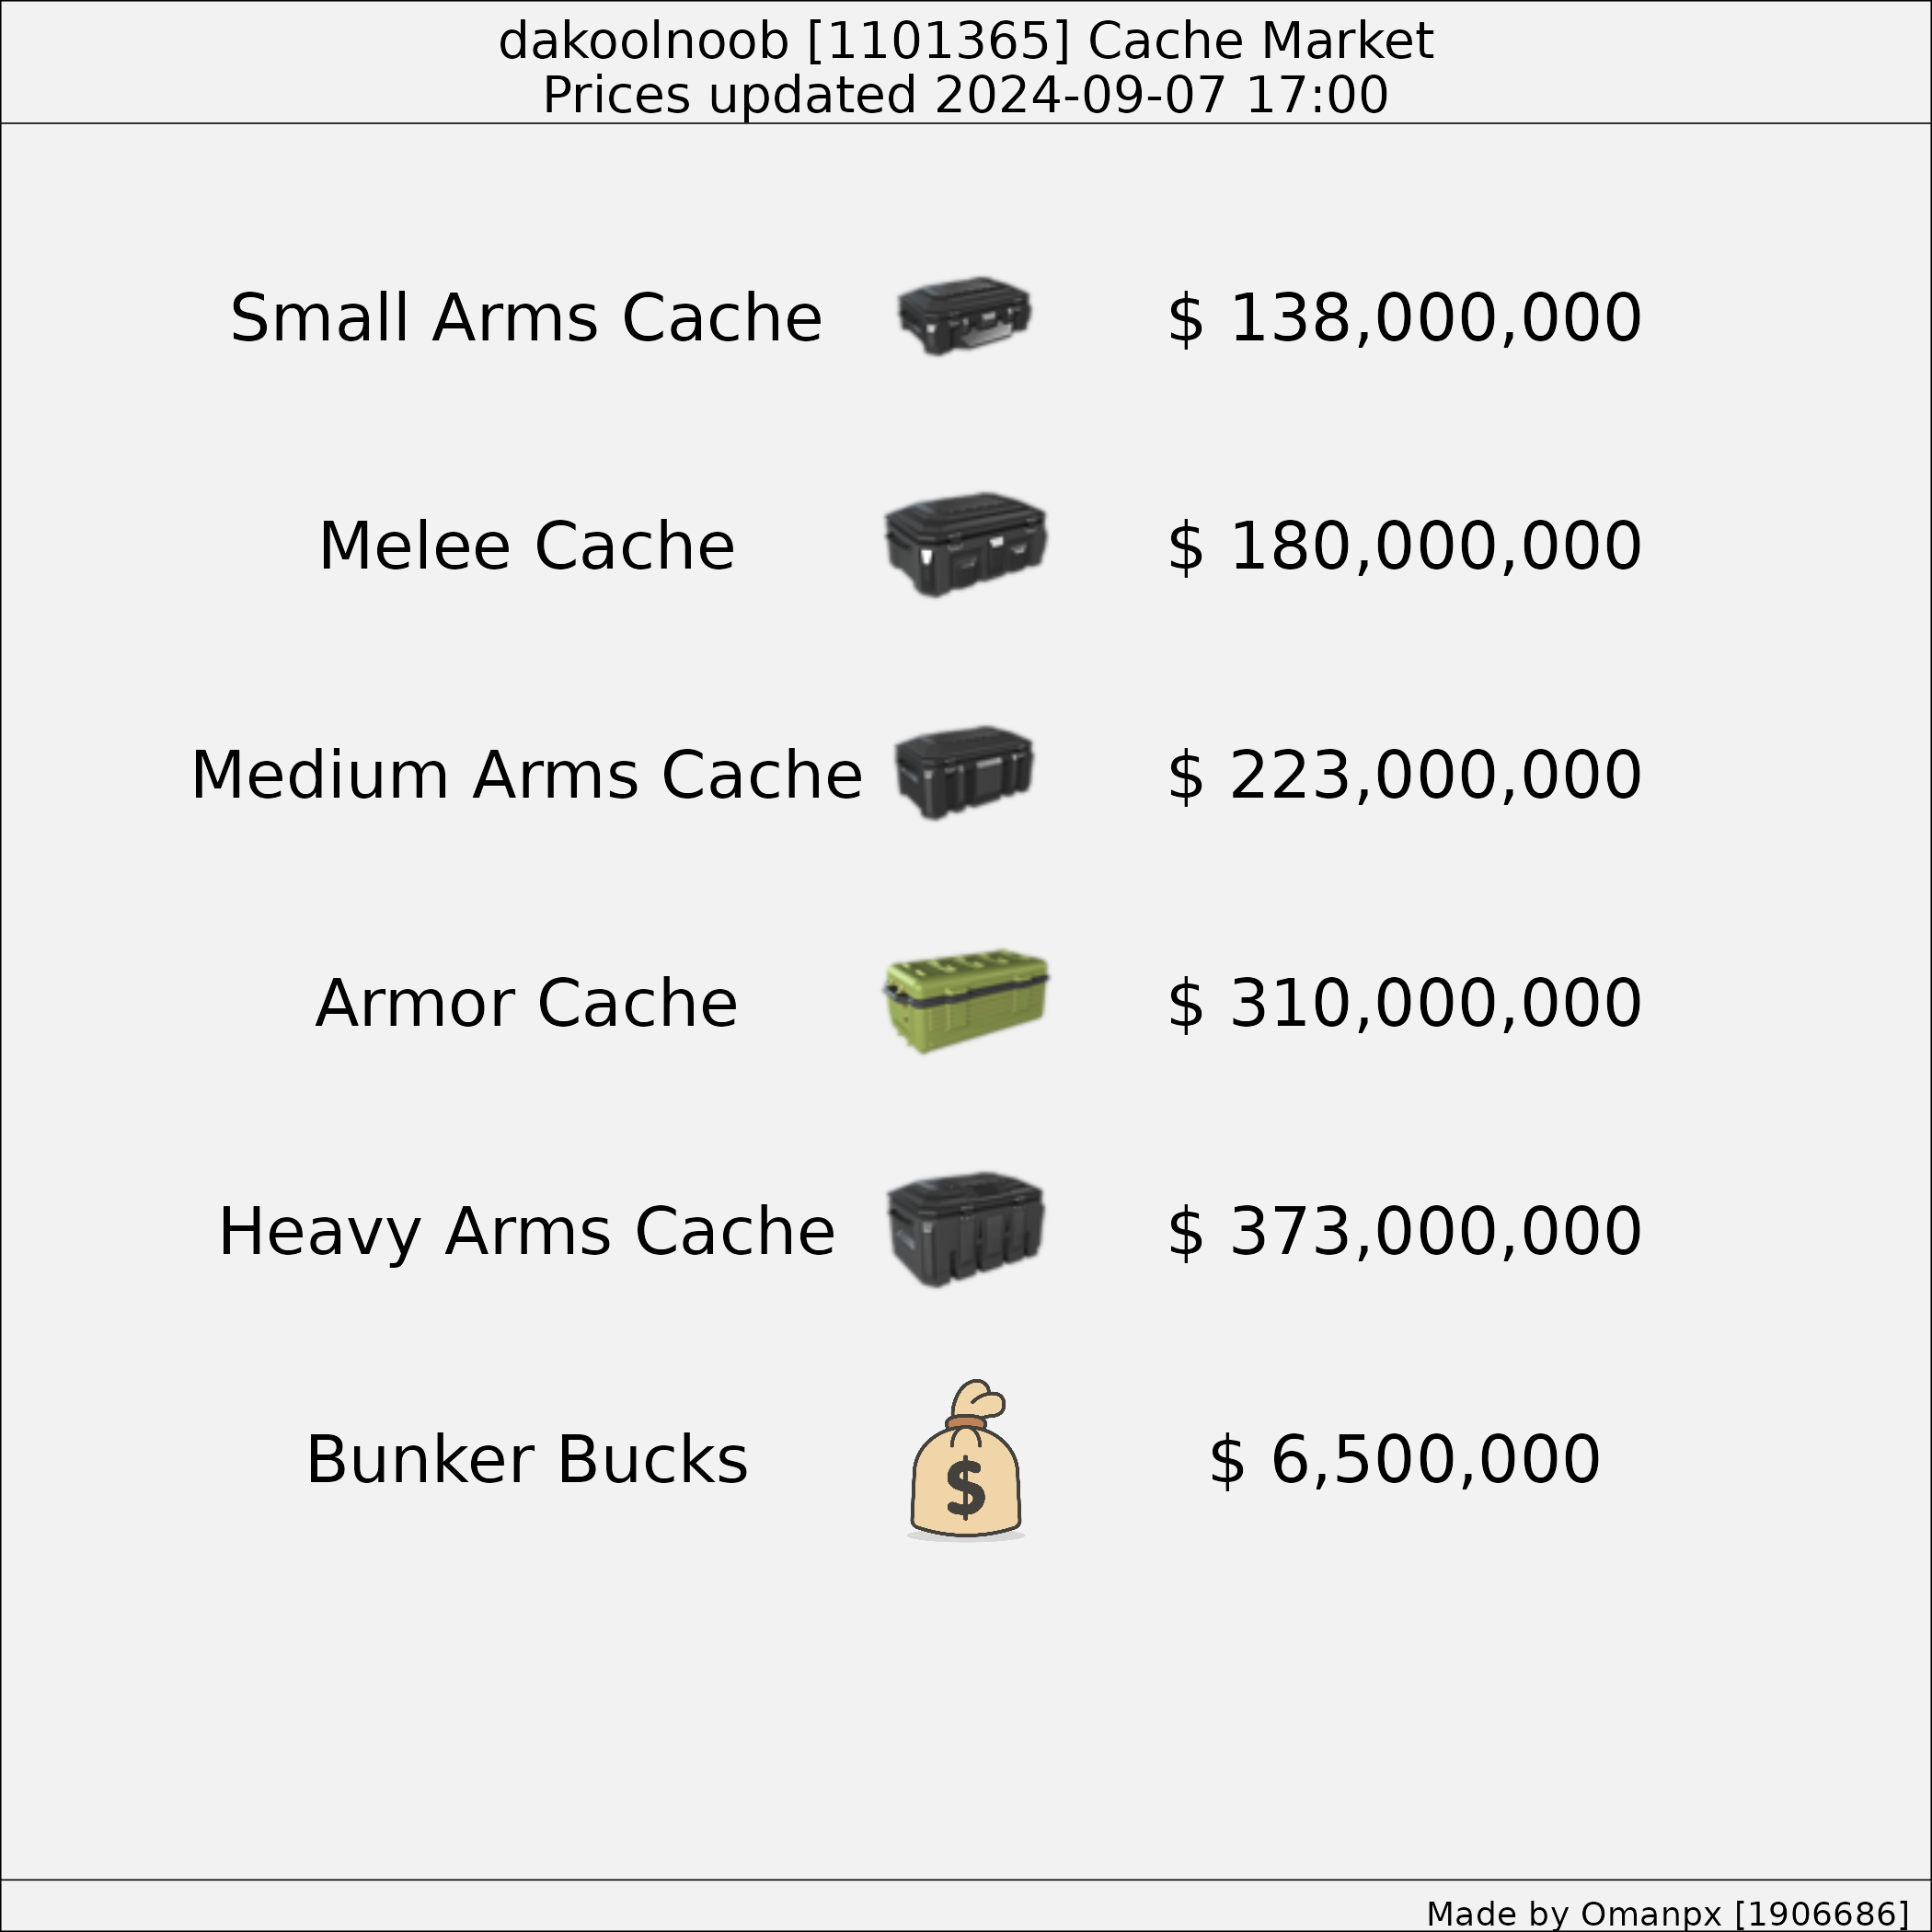 dakoolnoob [1101365] Cache Market
Prices updated 2024-09-07 17:00
Small Arms Cache $ 138,000,000
Melee Cache $ 180,000,000
Medium Arms Cache $ 223,000,000
Armor Cache $ 310,000,000
Heavy Arms Cache $ 373,000,000
Bunker Bucks $ $ 6,500,000
Made by Omanpx [1906686]